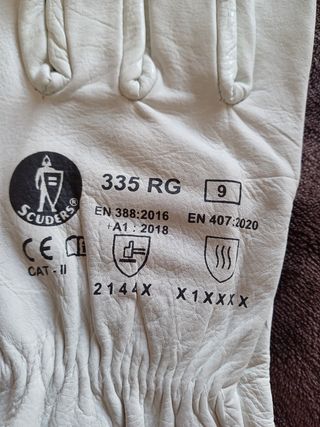 335 RG 9
SCUDERS®
EN 388:2016 EN 407:2020
+A1 : 2018
CE
CAT - II
2144X X1XXXX